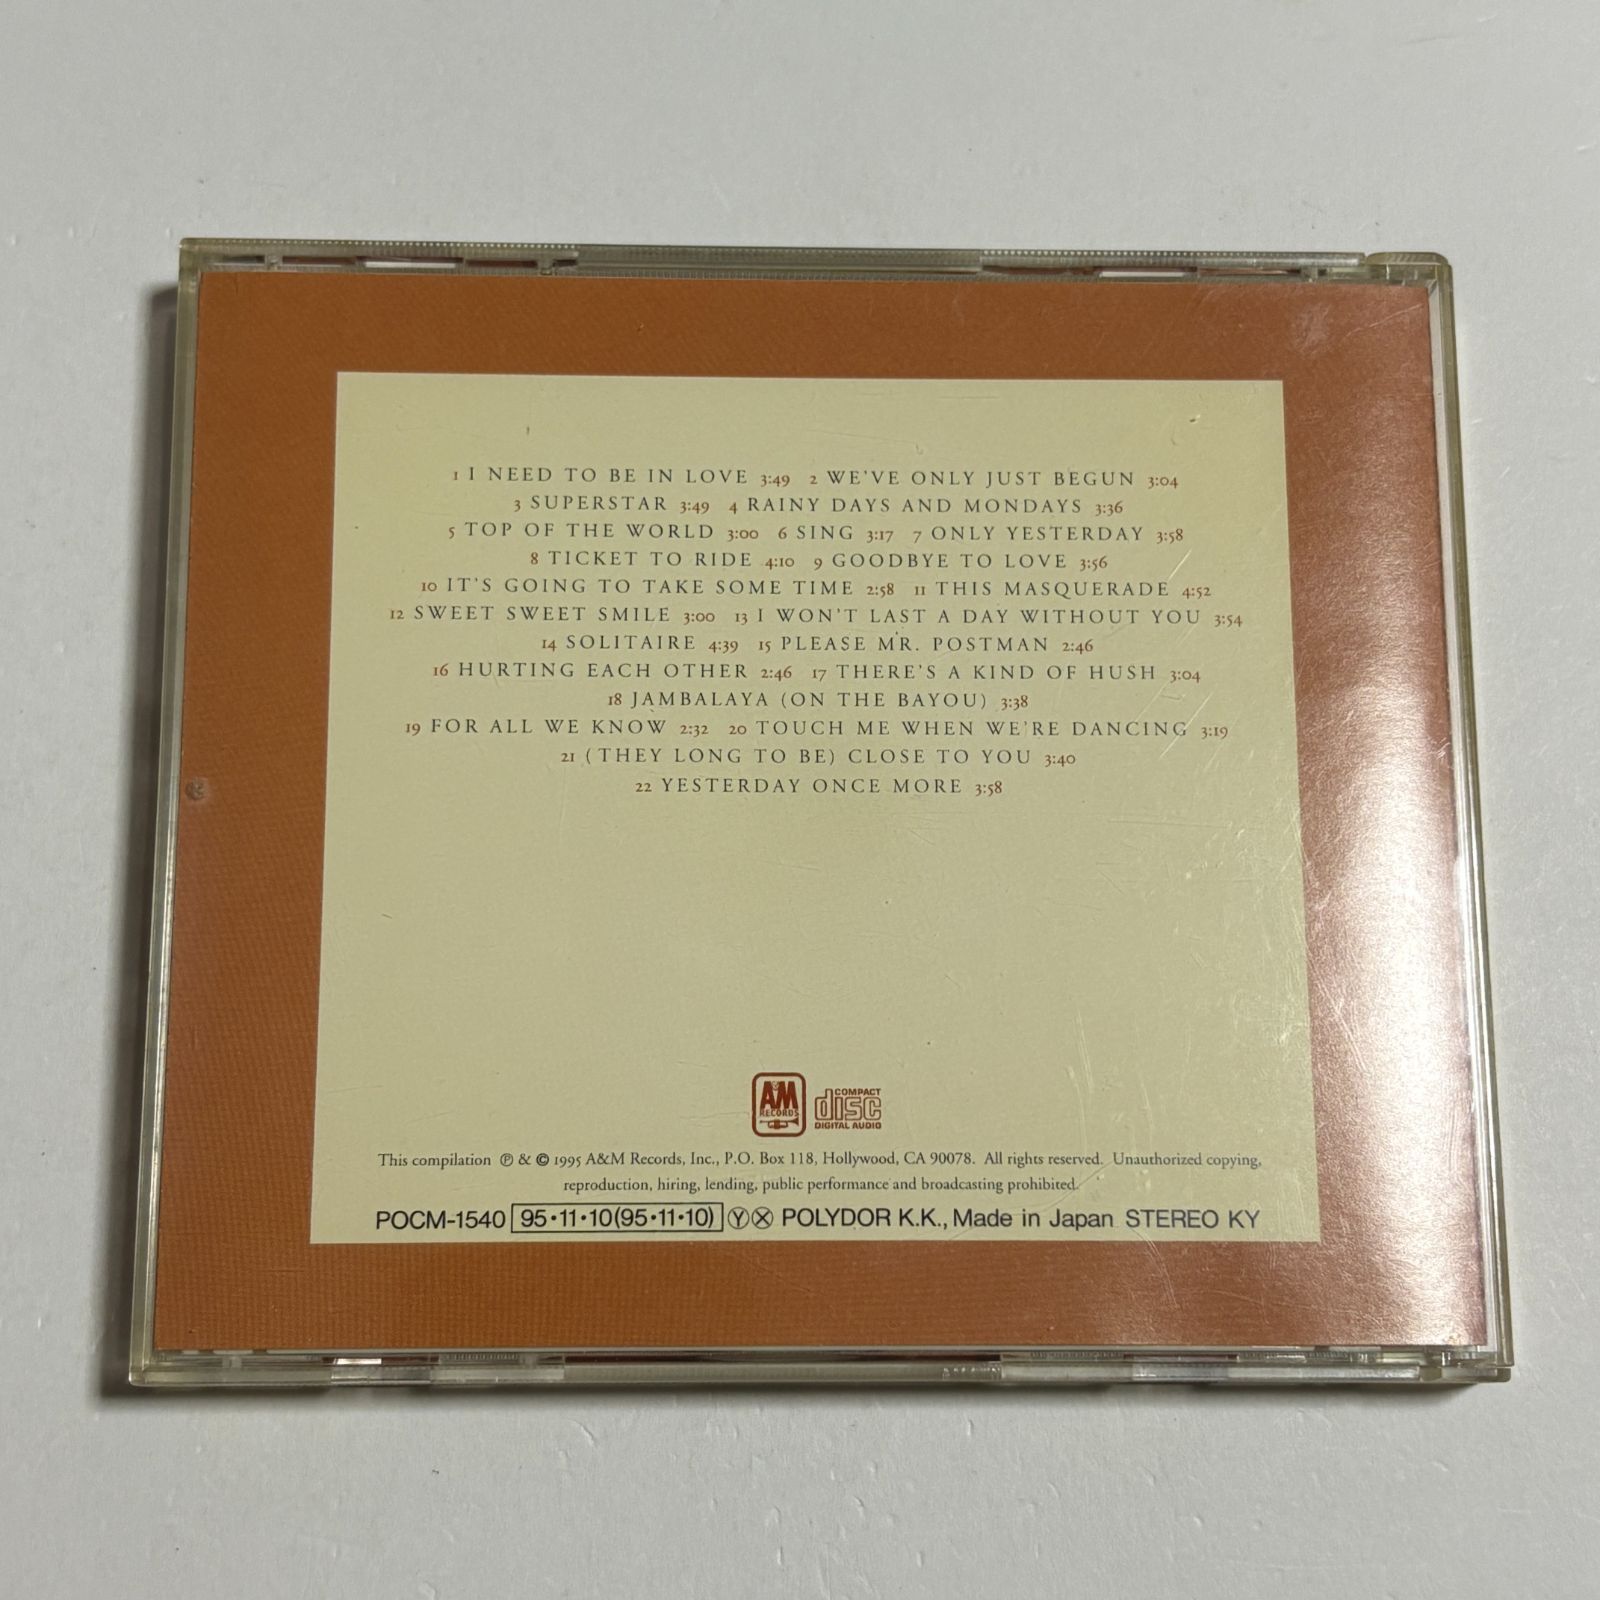 1 I NEED TO BE IN LOVE 3:49 2 WE'VE ONLY JUST BEGUN 3:04
3 SUPERSTAR 3:49 4 RAINY DAYS AND MONDAYS 3:36
5 TOP OF THE WORLD 3:00 6 SING 3:17 7 ONLY YESTERDAY 3:58
8 TICKET TO RIDE 4:10 9 GOODBYE TO LOVE 3:56
10 IT'S GOING TO TAKE SOME TIME 2:58 11 THIS MASQUERADE 4:52
12 SWEET SWEET SMILE 3:00 13 I WON'T LAST A DAY WITHOUT YOU 3:54
14 SOLITAIRE 4:39 15 PLEASE MR. POSTMAN 2:46
16 HURTING EACH OTHER 2:46 17 THERE'S A KIND OF HUSH 3:04
18 JAMBALAYA (ON THE BAYOU) 3:38
19 FOR ALL WE KNOW 2:32 20 TOUCH ME WHEN WE'RE DANCING 3:19
21 (THEY LONG TO BE) CLOSE TO YOU 3:40
22 YESTERDAY ONCE MORE 3:58
A&M RECORDS
COMPACT disc DIGITAL AUDIO
This compilation ℗ & © 1995 A&M Records, Inc., P.O. Box 118, Hollywood, CA 90078. All rights reserved. Unauthorized copying,
reproduction, hiring, lending, public performance and broadcasting prohibited.
POCM-1540 95•11•10(95•11•10) Ⓨ Ⓧ POLYDOR K.K., Made in Japan STEREO KY